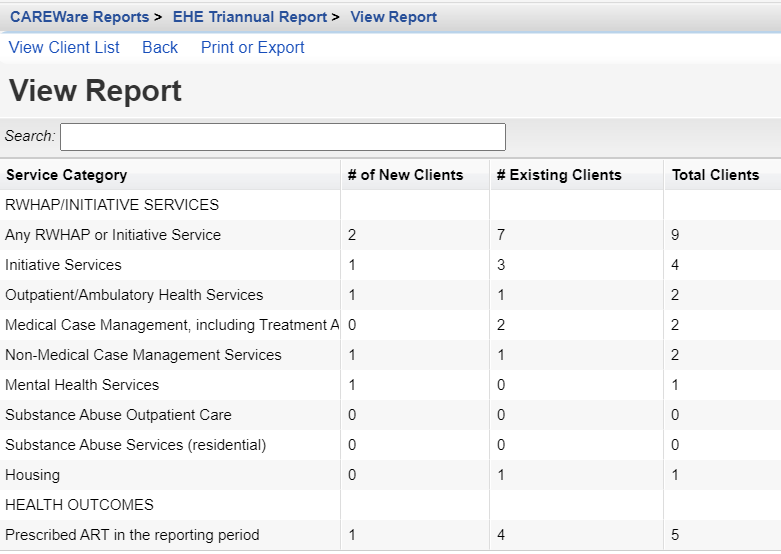 CAREWare Reports > EHE Triannual Report > View Report
View Client List Back Print or Export
View Report
Search:
Service Category # of New Clients # Existing Clients Total Clients
RWHAP/INITIATIVE SERVICES
Any RWHAP or Initiative Service 2 7 9
Initiative Services 1 3 4
Outpatient/Ambulatory Health Services 1 1 2
Medical Case Management, including Treatment A 0 2 2
Non-Medical Case Management Services 1 1 2
Mental Health Services 1 0 1
Substance Abuse Outpatient Care 0 0 0
Substance Abuse Services (residential) 0 0 0
Housing 0 1 1
HEALTH OUTCOMES
Prescribed ART in the reporting period 1 4 5